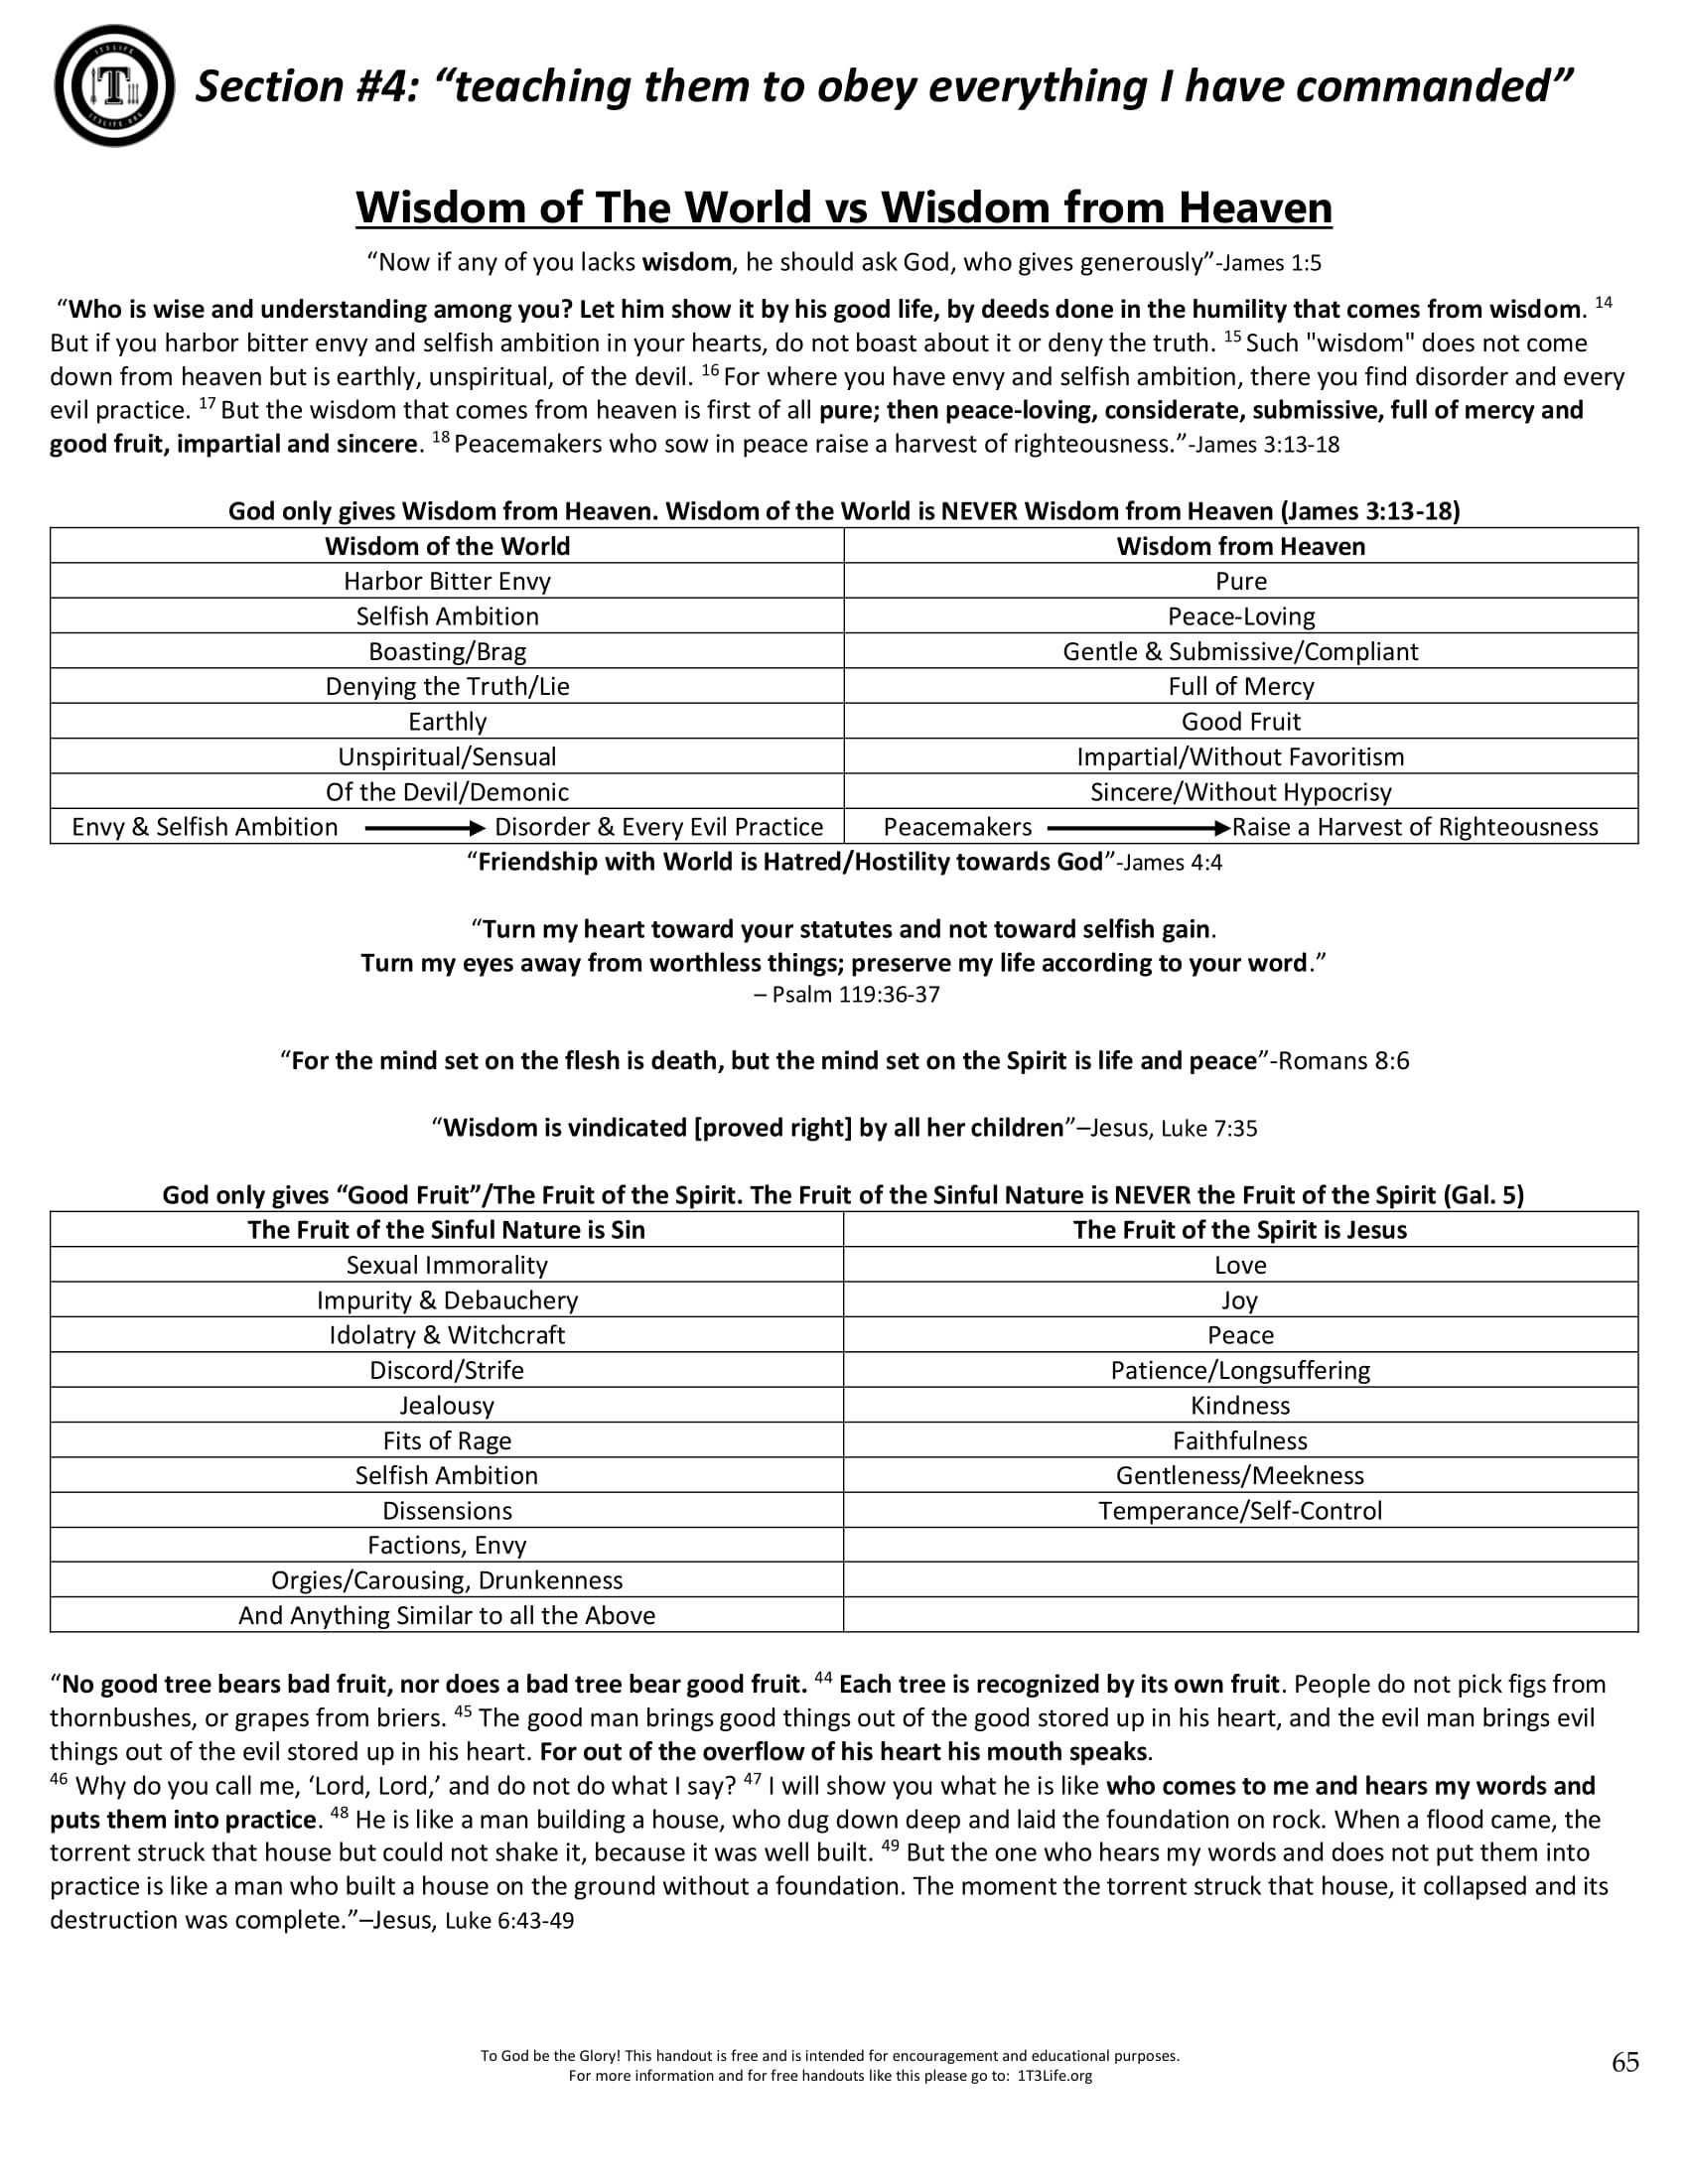 1T3LIFE
T
1T3LIFE.ORG
Section #4: “teaching them to obey everything I have commanded”
Wisdom of The World vs Wisdom from Heaven
“Now if any of you lacks wisdom, he should ask God, who gives generously”-James 1:5
“Who is wise and understanding among you? Let him show it by his good life, by deeds done in the humility that comes from wisdom. 14
But if you harbor bitter envy and selfish ambition in your hearts, do not boast about it or deny the truth. 15 Such "wisdom" does not come
down from heaven but is earthly, unspiritual, of the devil. 16 For where you have envy and selfish ambition, there you find disorder and every
evil practice. 17 But the wisdom that comes from heaven is first of all pure; then peace-loving, considerate, submissive, full of mercy and
good fruit, impartial and sincere. 18 Peacemakers who sow in peace raise a harvest of righteousness.”-James 3:13-18
God only gives Wisdom from Heaven. Wisdom of the World is NEVER Wisdom from Heaven (James 3:13-18)
Wisdom of the World Wisdom from Heaven
Harbor Bitter Envy Pure
Selfish Ambition Peace-Loving
Boasting/Brag Gentle & Submissive/Compliant
Denying the Truth/Lie Full of Mercy
Earthly Good Fruit
Unspiritual/Sensual Impartial/Without Favoritism
Of the Devil/Demonic Sincere/Without Hypocrisy
Envy & Selfish Ambition Disorder & Every Evil Practice Peacemakers Raise a Harvest of Righteousness
“Friendship with World is Hatred/Hostility towards God”-James 4:4
“Turn my heart toward your statutes and not toward selfish gain.
Turn my eyes away from worthless things; preserve my life according to your word.”
– Psalm 119:36-37
“For the mind set on the flesh is death, but the mind set on the Spirit is life and peace”-Romans 8:6
“Wisdom is vindicated [proved right] by all her children”–Jesus, Luke 7:35
God only gives “Good Fruit”/The Fruit of the Spirit. The Fruit of the Sinful Nature is NEVER the Fruit of the Spirit (Gal. 5)
The Fruit of the Sinful Nature is Sin The Fruit of the Spirit is Jesus
Sexual Immorality Love
Impurity & Debauchery Joy
Idolatry & Witchcraft Peace
Discord/Strife Patience/Longsuffering
Jealousy Kindness
Fits of Rage Faithfulness
Selfish Ambition Gentleness/Meekness
Dissensions Temperance/Self-Control
Factions, Envy
Orgies/Carousing, Drunkenness
And Anything Similar to all the Above
“No good tree bears bad fruit, nor does a bad tree bear good fruit. 44 Each tree is recognized by its own fruit. People do not pick figs from
thornbushes, or grapes from briers. 45 The good man brings good things out of the good stored up in his heart, and the evil man brings evil
things out of the evil stored up in his heart. For out of the overflow of his heart his mouth speaks.
46 Why do you call me, ‘Lord, Lord,’ and do not do what I say? 47 I will show you what he is like who comes to me and hears my words and
puts them into practice. 48 He is like a man building a house, who dug down deep and laid the foundation on rock. When a flood came, the
torrent struck that house but could not shake it, because it was well built. 49 But the one who hears my words and does not put them into
practice is like a man who built a house on the ground without a foundation. The moment the torrent struck that house, it collapsed and its
destruction was complete.”–Jesus, Luke 6:43-49
To God be the Glory! This handout is free and is intended for encouragement and educational purposes.
For more information and for free handouts like this please go to: 1T3Life.org
65